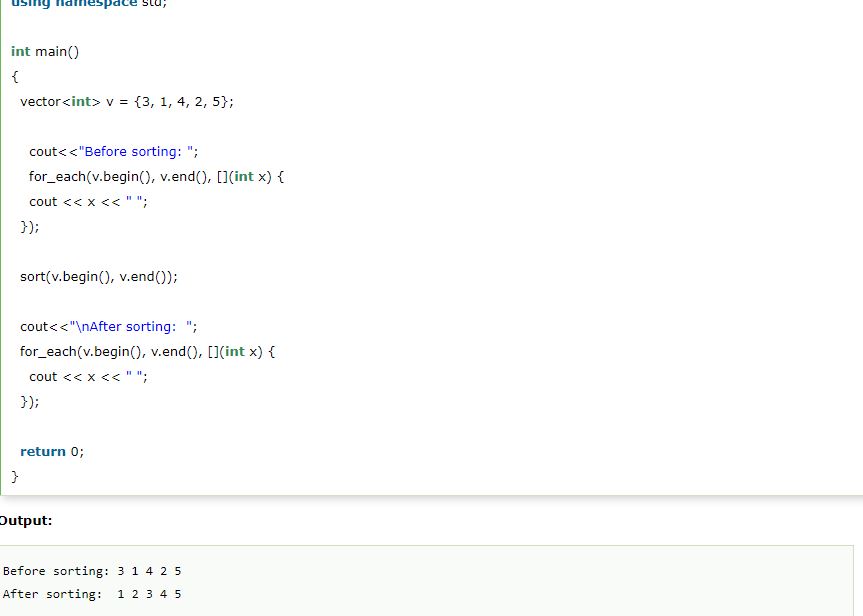 using namespace std;
int main()
{
vector<int> v = {3, 1, 4, 2, 5};
cout<<"Before sorting: ";
for_each(v.begin(), v.end(), [](int x) {
cout << x << " ";
});
sort(v.begin(), v.end());
cout<<"\nAfter sorting:  ";
for_each(v.begin(), v.end(), [](int x) {
cout << x << " ";
});
return 0;
}
Output:
Before sorting: 3 1 4 2 5
After sorting:  1 2 3 4 5